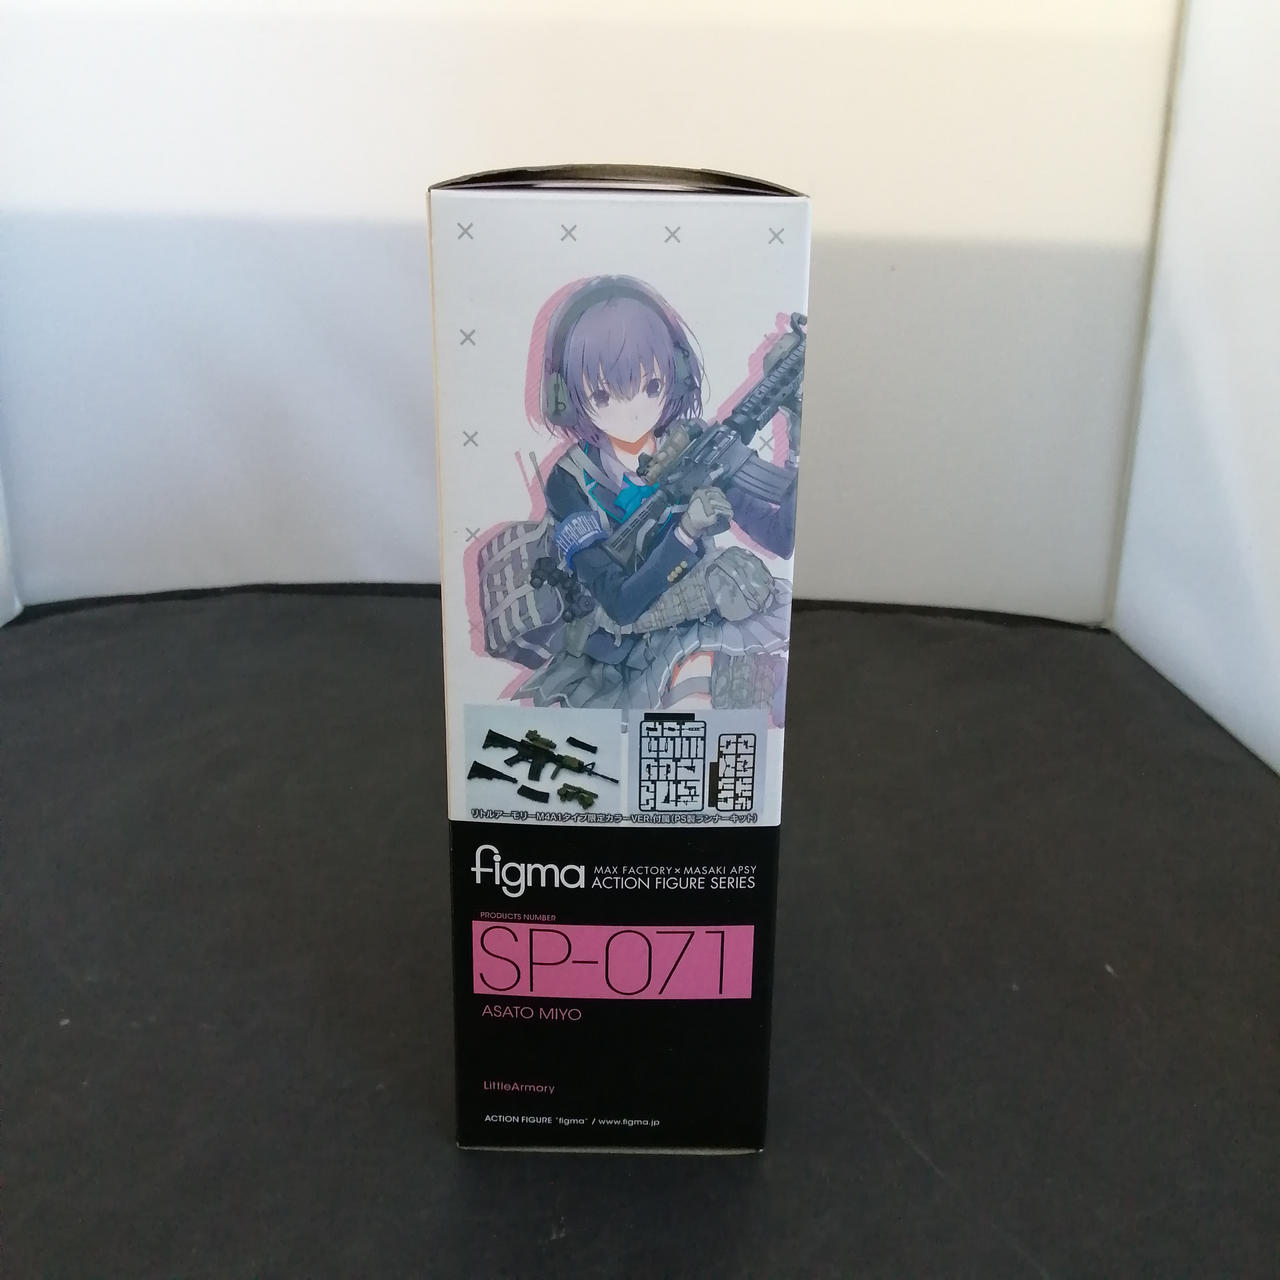 リトルアーモリーM4A1タイプ限定カラーVER.付属(PS製ランナーキット)
figma
MAX FACTORY×MASAKI APSY
ACTION FIGURE SERIES
PRODUCTS NUMBER
SP-071
ASATO MIYO
LittleArmory
ACTION FIGURE "figma" / www.figma.jp